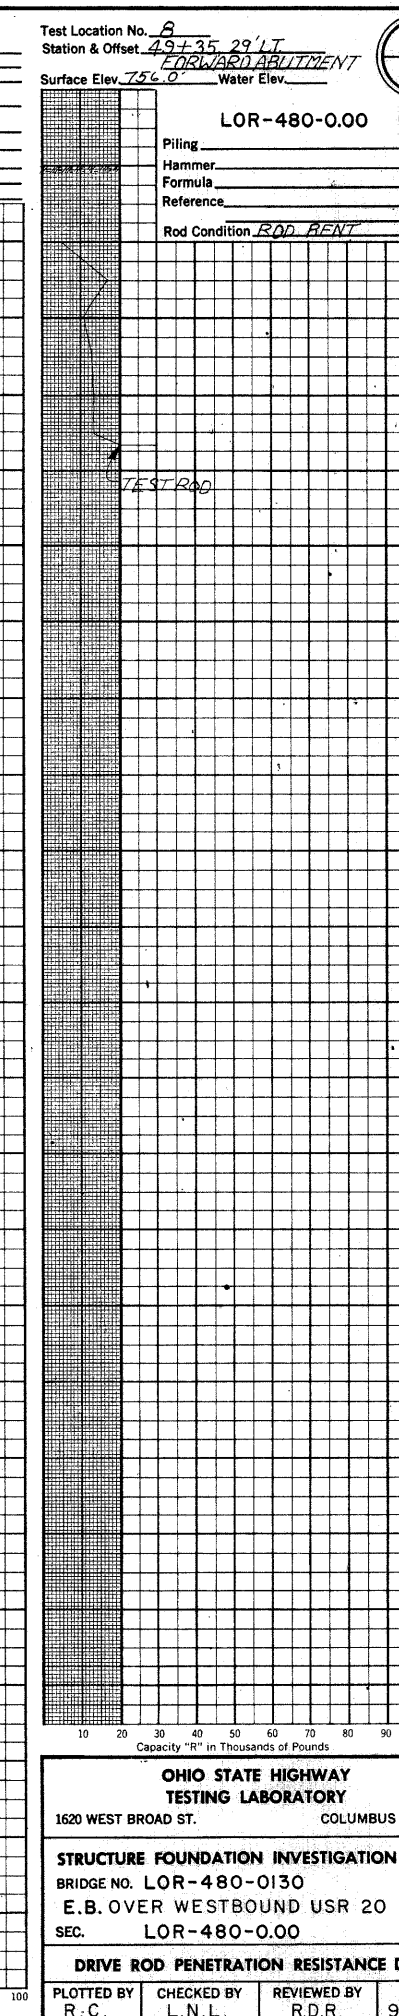 Test Location No. 8
Station & Offset 49+35 29' LT.
FORWARD ABUTMENT
Surface Elev. 756.0' Water Elev.
LOR-480-0.00
Piling
Hammer
Formula
Reference
Rod Condition ROD BENT
TEST ROD
10 20 30 40 50 60 70 80 90
Capacity "R" in Thousands of Pounds
OHIO STATE HIGHWAY
TESTING LABORATORY
1620 WEST BROAD ST. COLUMBUS
STRUCTURE FOUNDATION INVESTIGATION
BRIDGE NO. LOR-480-0130
E.B. OVER WESTBOUND USR 20
SEC. LOR-480-0.00
DRIVE ROD PENETRATION RESISTANCE D
100
PLOTTED BY CHECKED BY REVIEWED BY
R.C. L.N.L. R.D.R. 9